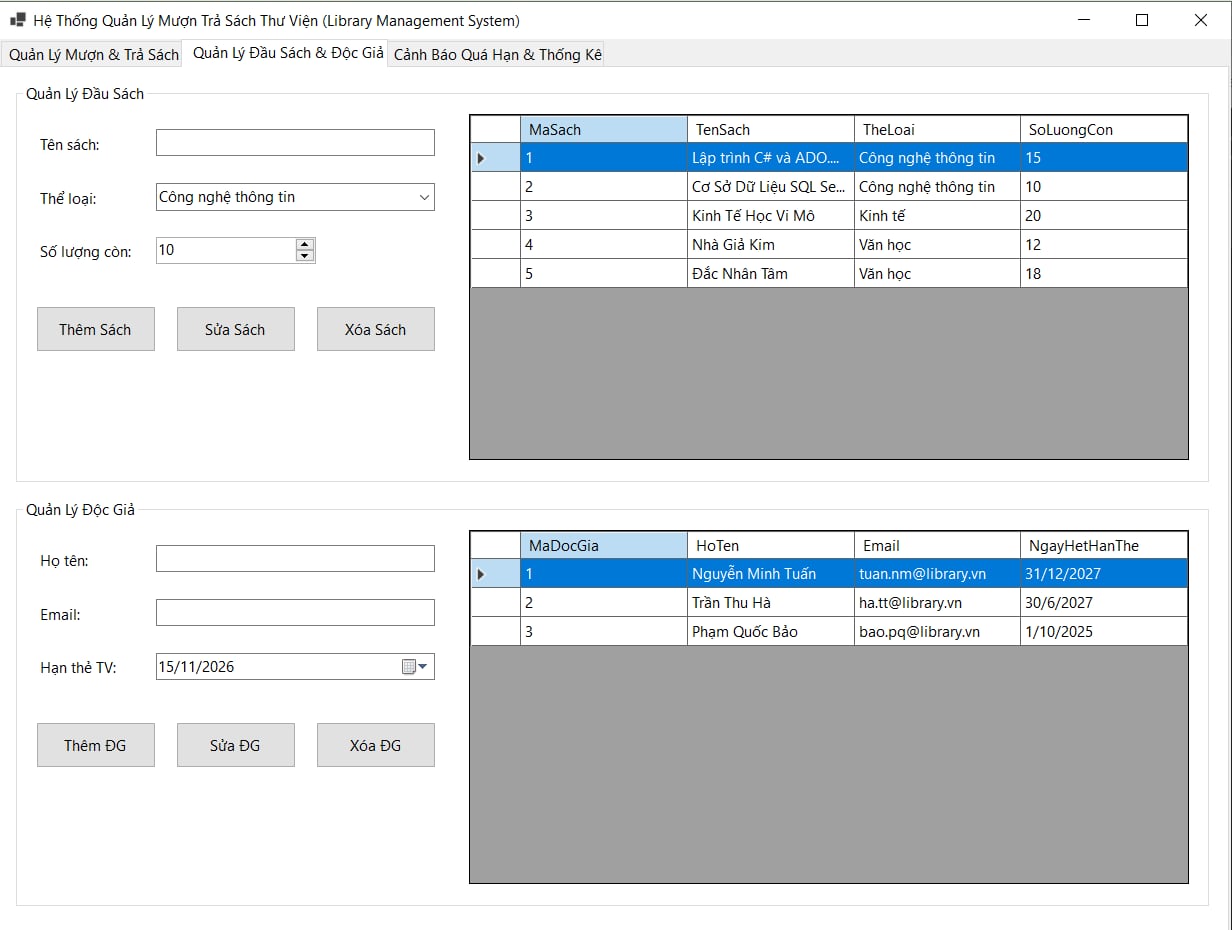 Hệ Thống Quản Lý Mượn Trả Sách Thư Viện (Library Management System)
Quản Lý Mượn & Trả Sách Quản Lý Đầu Sách & Độc Giả Cảnh Báo Quá Hạn & Thống Kê
Quản Lý Đầu Sách
Tên sách:
Thể loại: Công nghệ thông tin
Số lượng còn: 10
Thêm Sách Sửa Sách Xóa Sách
MaSach TenSach TheLoai SoLuongCon
1 Lập trình C# và ADO.... Công nghệ thông tin 15
2 Cơ Sở Dữ Liệu SQL Se... Công nghệ thông tin 10
3 Kinh Tế Học Vi Mô Kinh tế 20
4 Nhà Giả Kim Văn học 12
5 Đắc Nhân Tâm Văn học 18
Quản Lý Độc Giả
Họ tên:
Email:
Hạn thẻ TV: 15/11/2026
Thêm ĐG Sửa ĐG Xóa ĐG
MaDocGia HoTen Email NgayHetHanThe
1 Nguyễn Minh Tuấn tuan.nm@library.vn 31/12/2027
2 Trần Thu Hà ha.tt@library.vn 30/6/2027
3 Phạm Quốc Bảo bao.pq@library.vn 1/10/2025